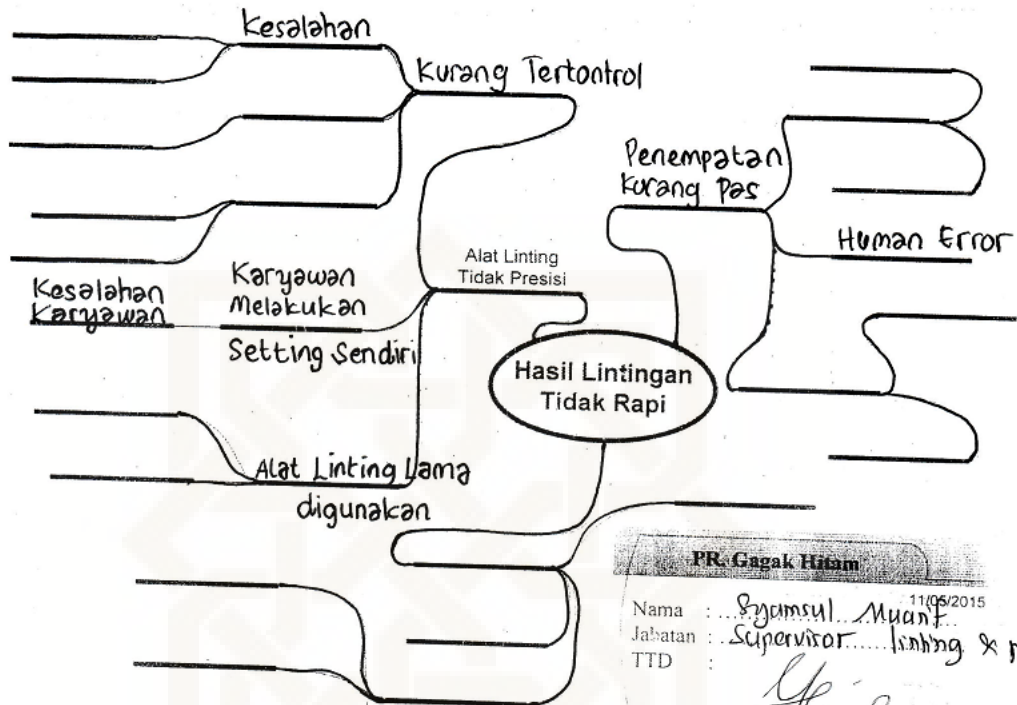 Kesalahan
Kurang Tertontrol
Penempatan
Kurang Pas
Human Error
Alat Linting
Tidak Presisi
Kesalahan
Karyawan
Karyawan
Melakukan
Setting Sendiri
Hasil Lintingan
Tidak Rapi
Alat Linting Lama
digunakan
PR. Gagak Hitam
11/05/2015
Nama : Syamsul
Jabatan : Supervisor linting &
TTD :